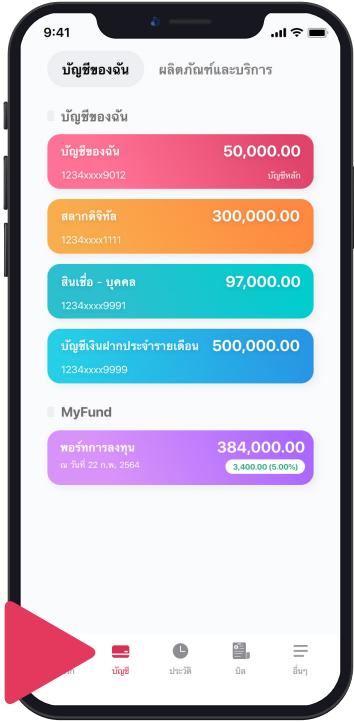 9:41
บัญชีของฉัน ผลิตภัณฑ์และบริการ
บัญชีของฉัน
บัญชีของฉัน 50,000.00
1234xxxx9012 บัญชีหลัก
สลากดิจิทัล 300,000.00
1234xxxx1111
สินเชื่อ - บุคคล 97,000.00
1234xxxx9991
บัญชีเงินฝากประจำรายเดือน 500,000.00
1234xxxx9999
MyFund
พอร์ทการลงทุน 384,000.00
ณ วันที่ 22 ก.พ. 2564 3,400.00 (5.00%)
บัญชี ประวัติ บิล อื่นๆ